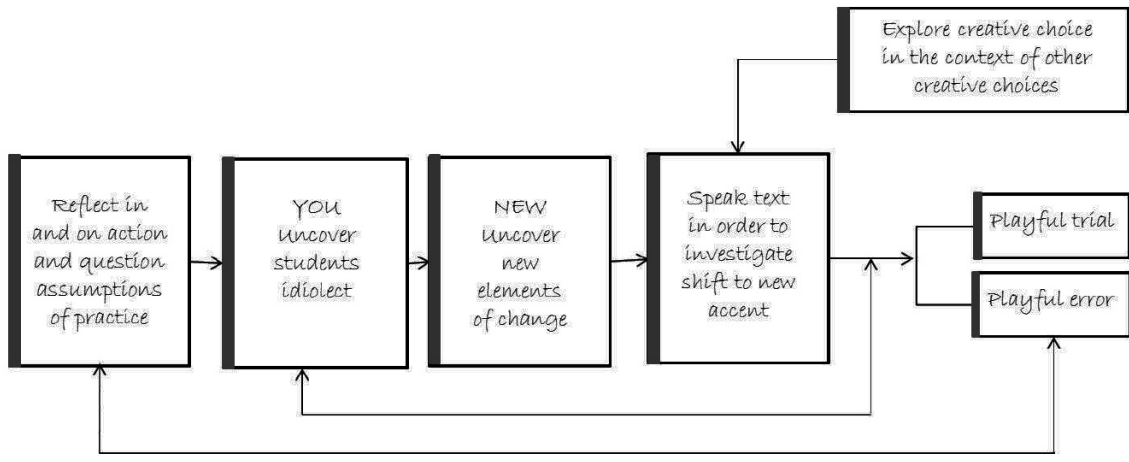 Explore creative choice
in the context of other
creative choices
Reflect in
and on action
and question
assumptions
of practice
YOU
Uncover
students
idiolect
NEW
Uncover
new
elements
of change
Speak text
in order to
investigate
shift to new
accent
Playful trial
Playful error